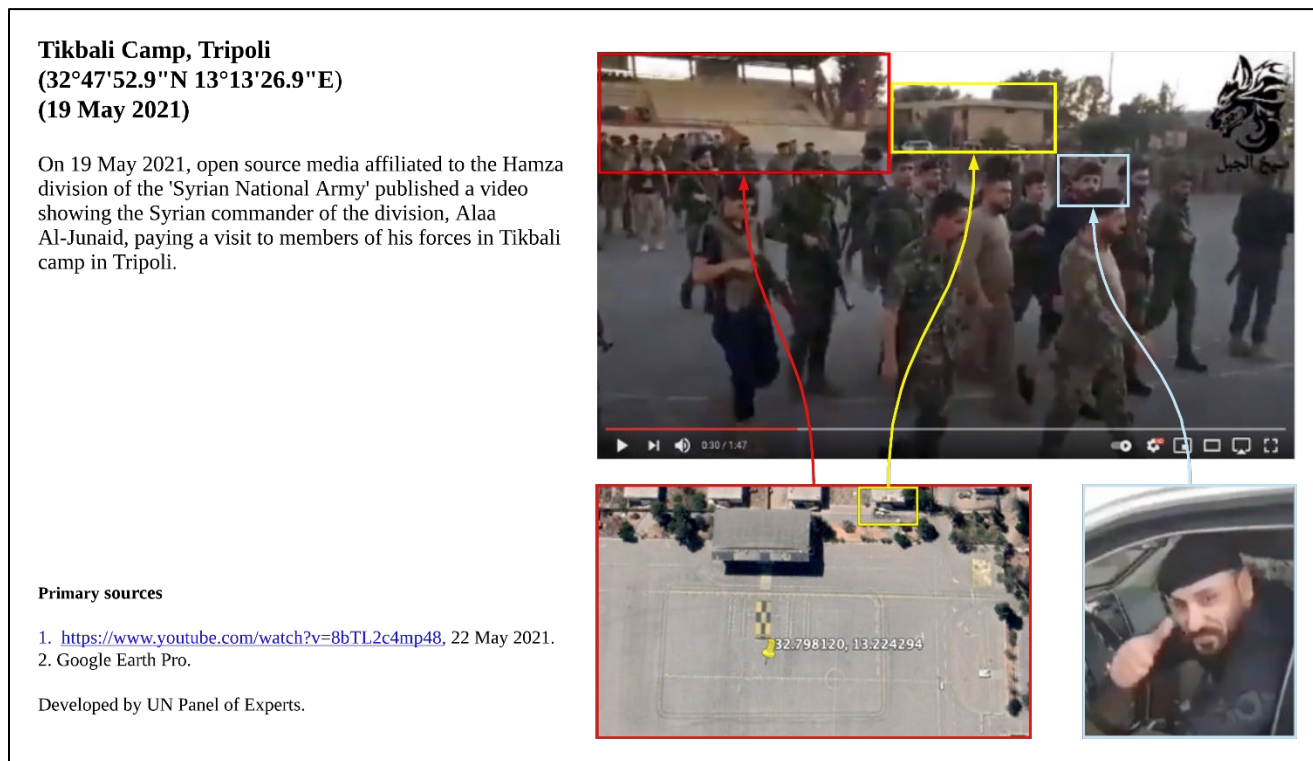 Tikbali Camp, Tripoli
(32°47'52.9"N 13°13'26.9"E)
(19 May 2021)
On 19 May 2021, open source media affiliated to the Hamza
division of the 'Syrian National Army' published a video
showing the Syrian commander of the division, Alaa
Al-Junaid, paying a visit to members of his forces in Tikbali
camp in Tripoli.
Primary sources
1. https://www.youtube.com/watch?v=8bTL2c4mp48, 22 May 2021.
2. Google Earth Pro.
Developed by UN Panel of Experts.
الجبل
0:30 / 1:47
32.798120, 13.224294